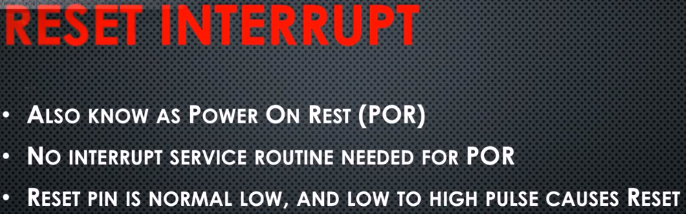 RESET INTERRUPT
• ALSO KNOW AS POWER ON REST (POR)
• NO INTERRUPT SERVICE ROUTINE NEEDED FOR POR
• RESET PIN IS NORMAL LOW, AND LOW TO HIGH PULSE CAUSES RESET